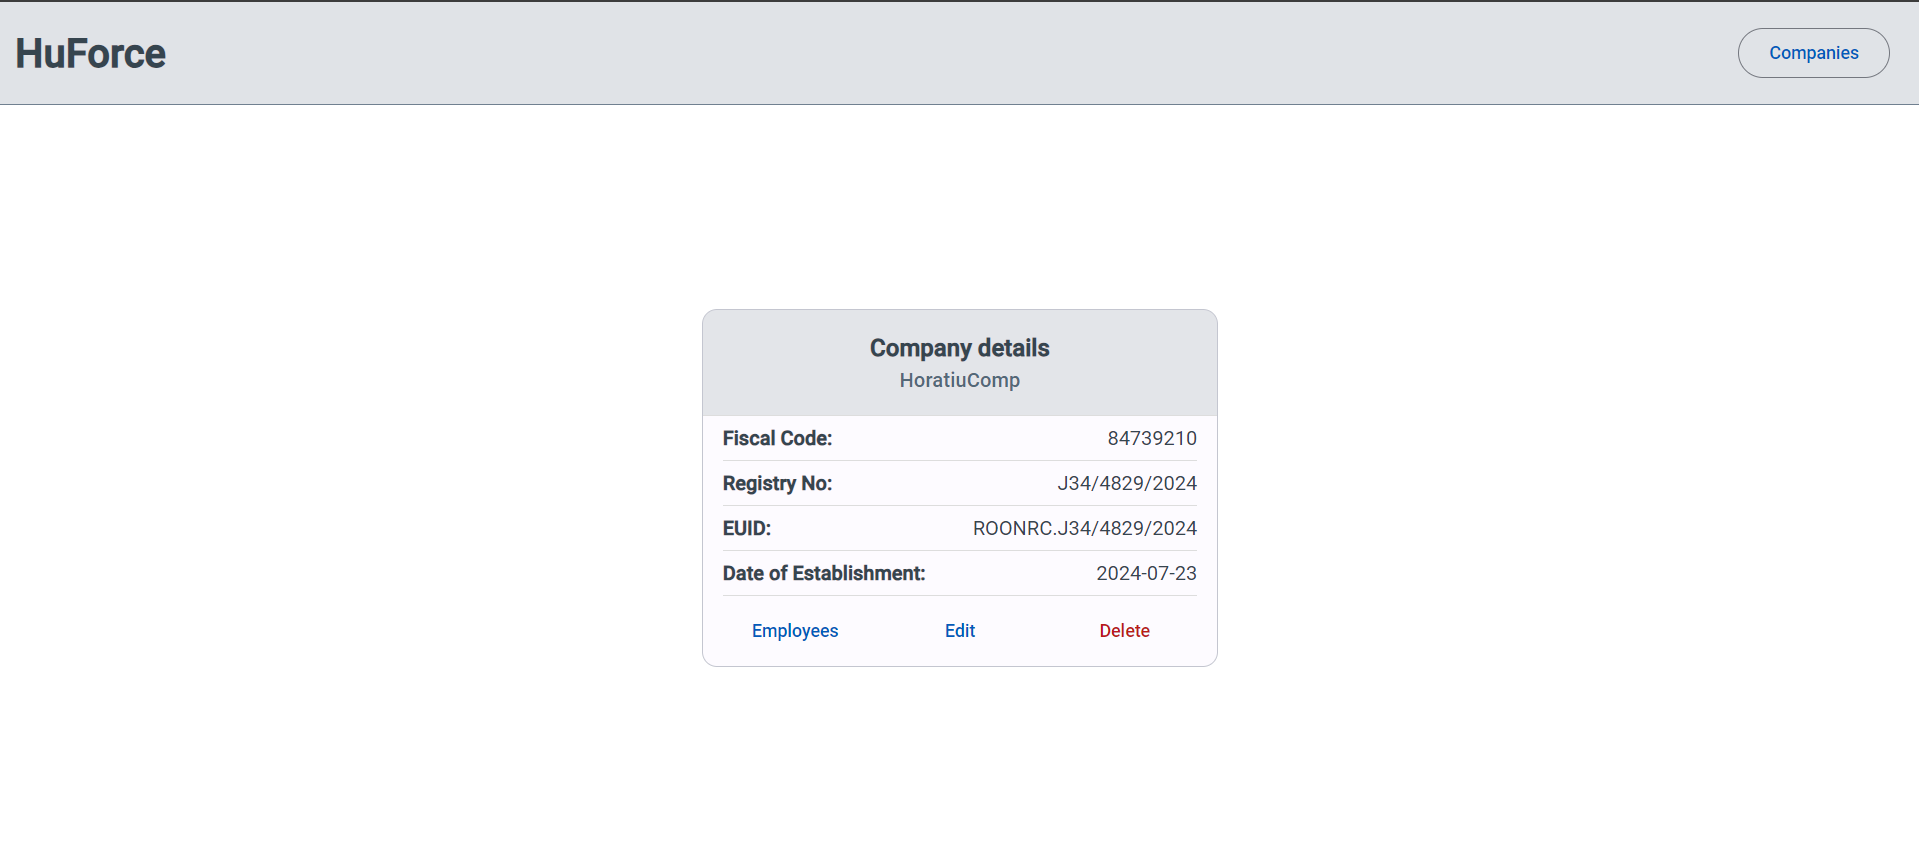 HuForce
Companies
Company details
HoratiuComp
Fiscal Code: 84739210
Registry No: J34/4829/2024
EUID: ROONRC.J34/4829/2024
Date of Establishment: 2024-07-23
Employees Edit Delete